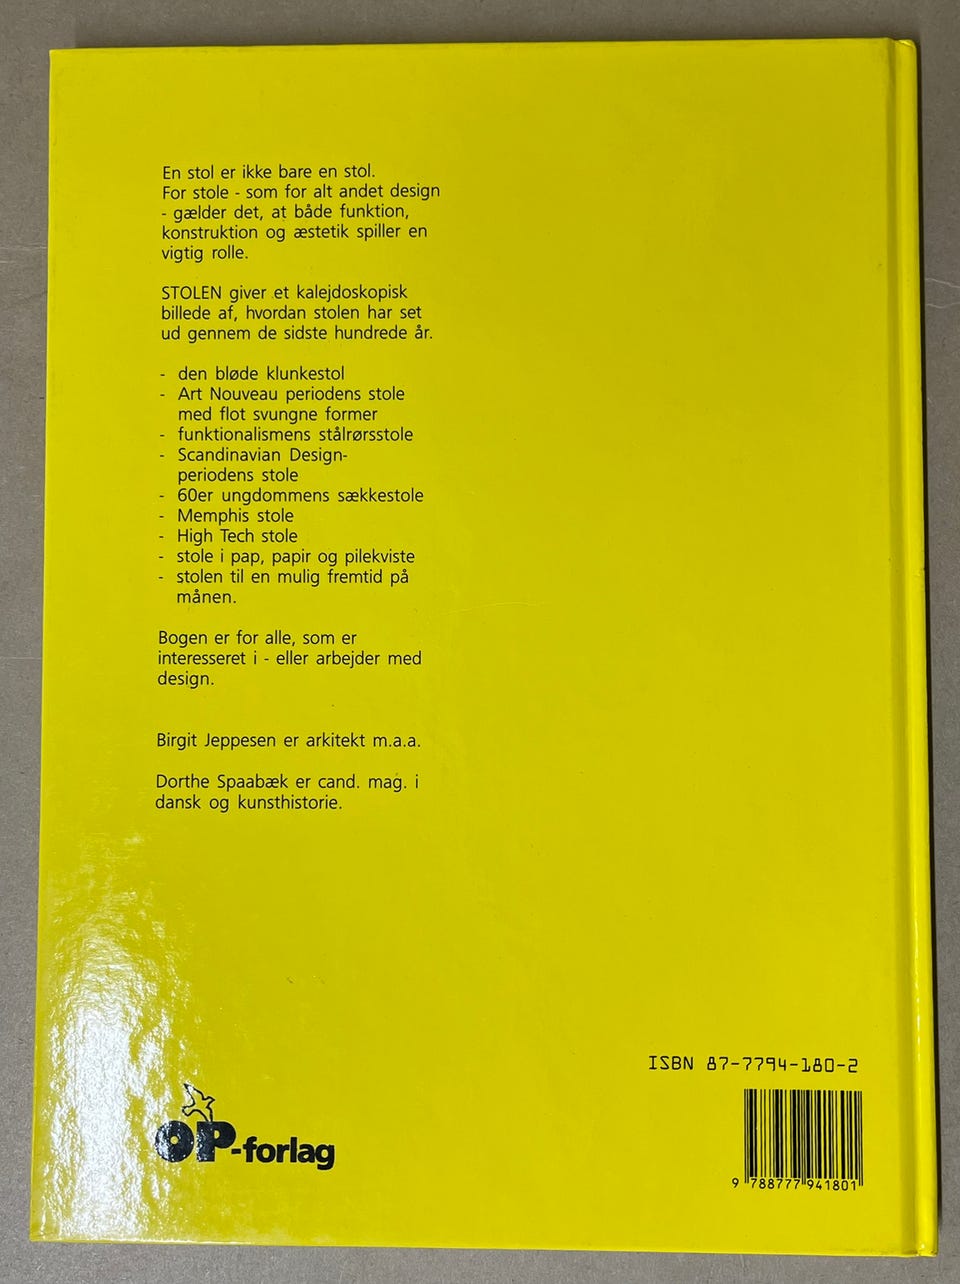 En stol er ikke bare en stol.
For stole - som for alt andet design
- gælder det, at både funktion,
konstruktion og æstetik spiller en
vigtig rolle.
STOLEN giver et kalejdoskopisk
billede af, hvordan stolen har set
ud gennem de sidste hundrede år.
- den bløde klunkestol
- Art Nouveau periodens stole
med flot svungne former
- funktionalismens stålrørsstole
- Scandinavian Design-
periodens stole
- 60er ungdommens sækkestole
- Memphis stole
- High Tech stole
- stole i pap, papir og pilekviste
- stolen til en mulig fremtid på
månen.
Bogen er for alle, som er
interesseret i - eller arbejder med
design.
Birgit Jeppesen er arkitekt m.a.a.
Dorthe Spaabæk er cand. mag. i
dansk og kunsthistorie.
OP-forlag
ISBN 87-7794-180-2
9 788777 941801